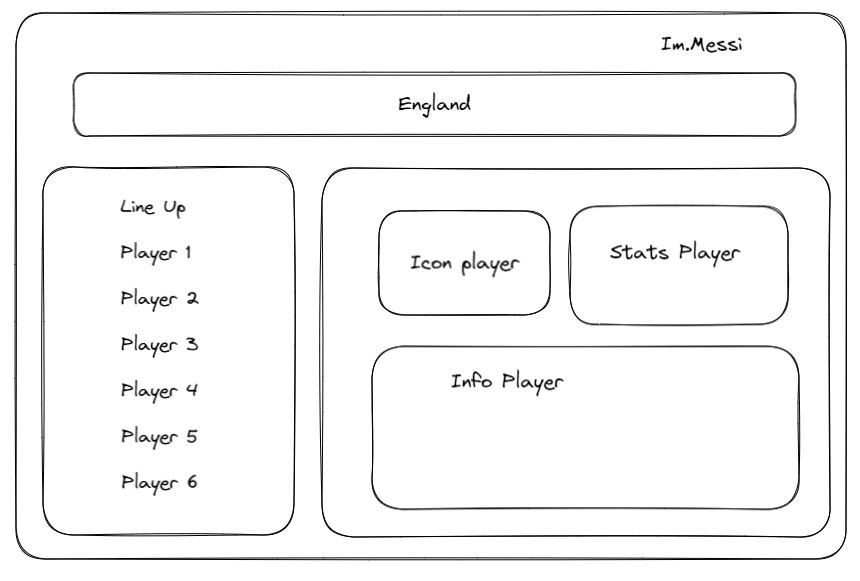 Im.Messi
England
Line Up
Player 1
Player 2
Player 3
Player 4
Player 5
Player 6
Icon player
Stats Player
Info Player